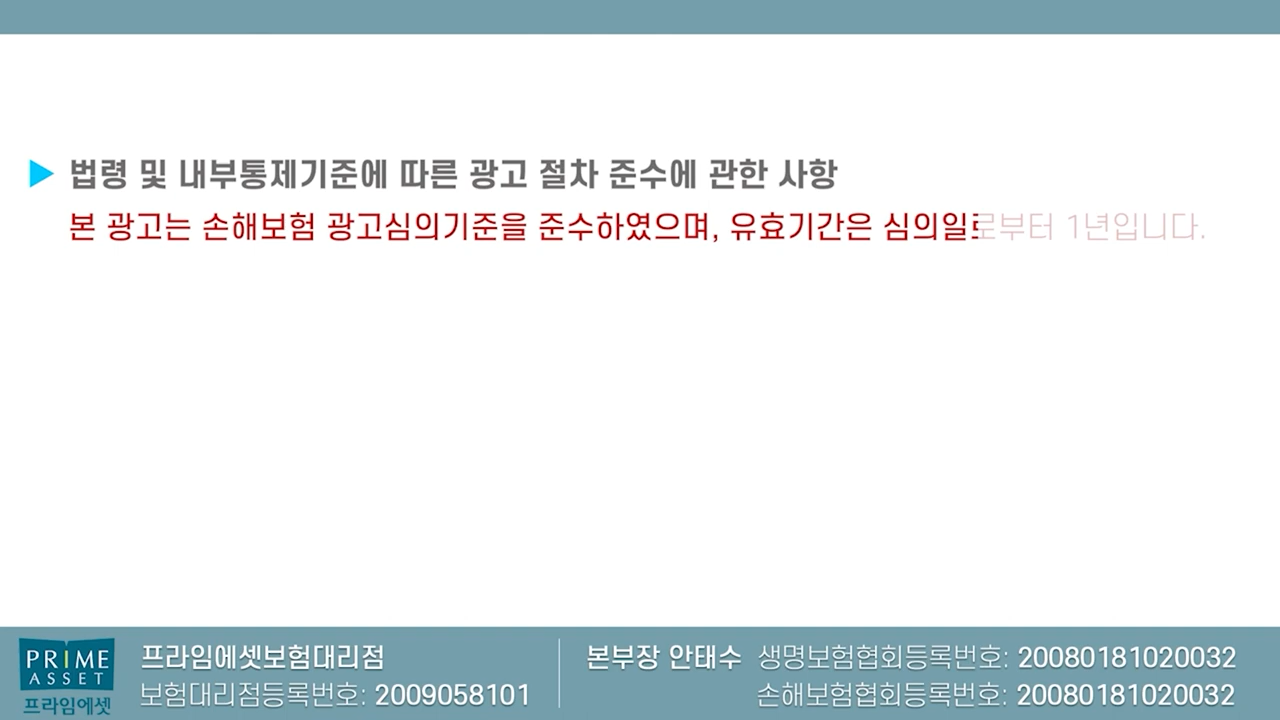 ▶ 법령 및 내부통제기준에 따른 광고 절차 준수에 관한 사항
본 광고는 손해보험 광고심의기준을 준수하였으며, 유효기간은 심의일로부터 1년입니다.
PRIME
ASSET
프라임에셋
프라임에셋보험대리점
보험대리점등록번호: 2009058101
본부장 안태수 생명보험협회등록번호: 20080181020032
손해보험협회등록번호: 20080181020032